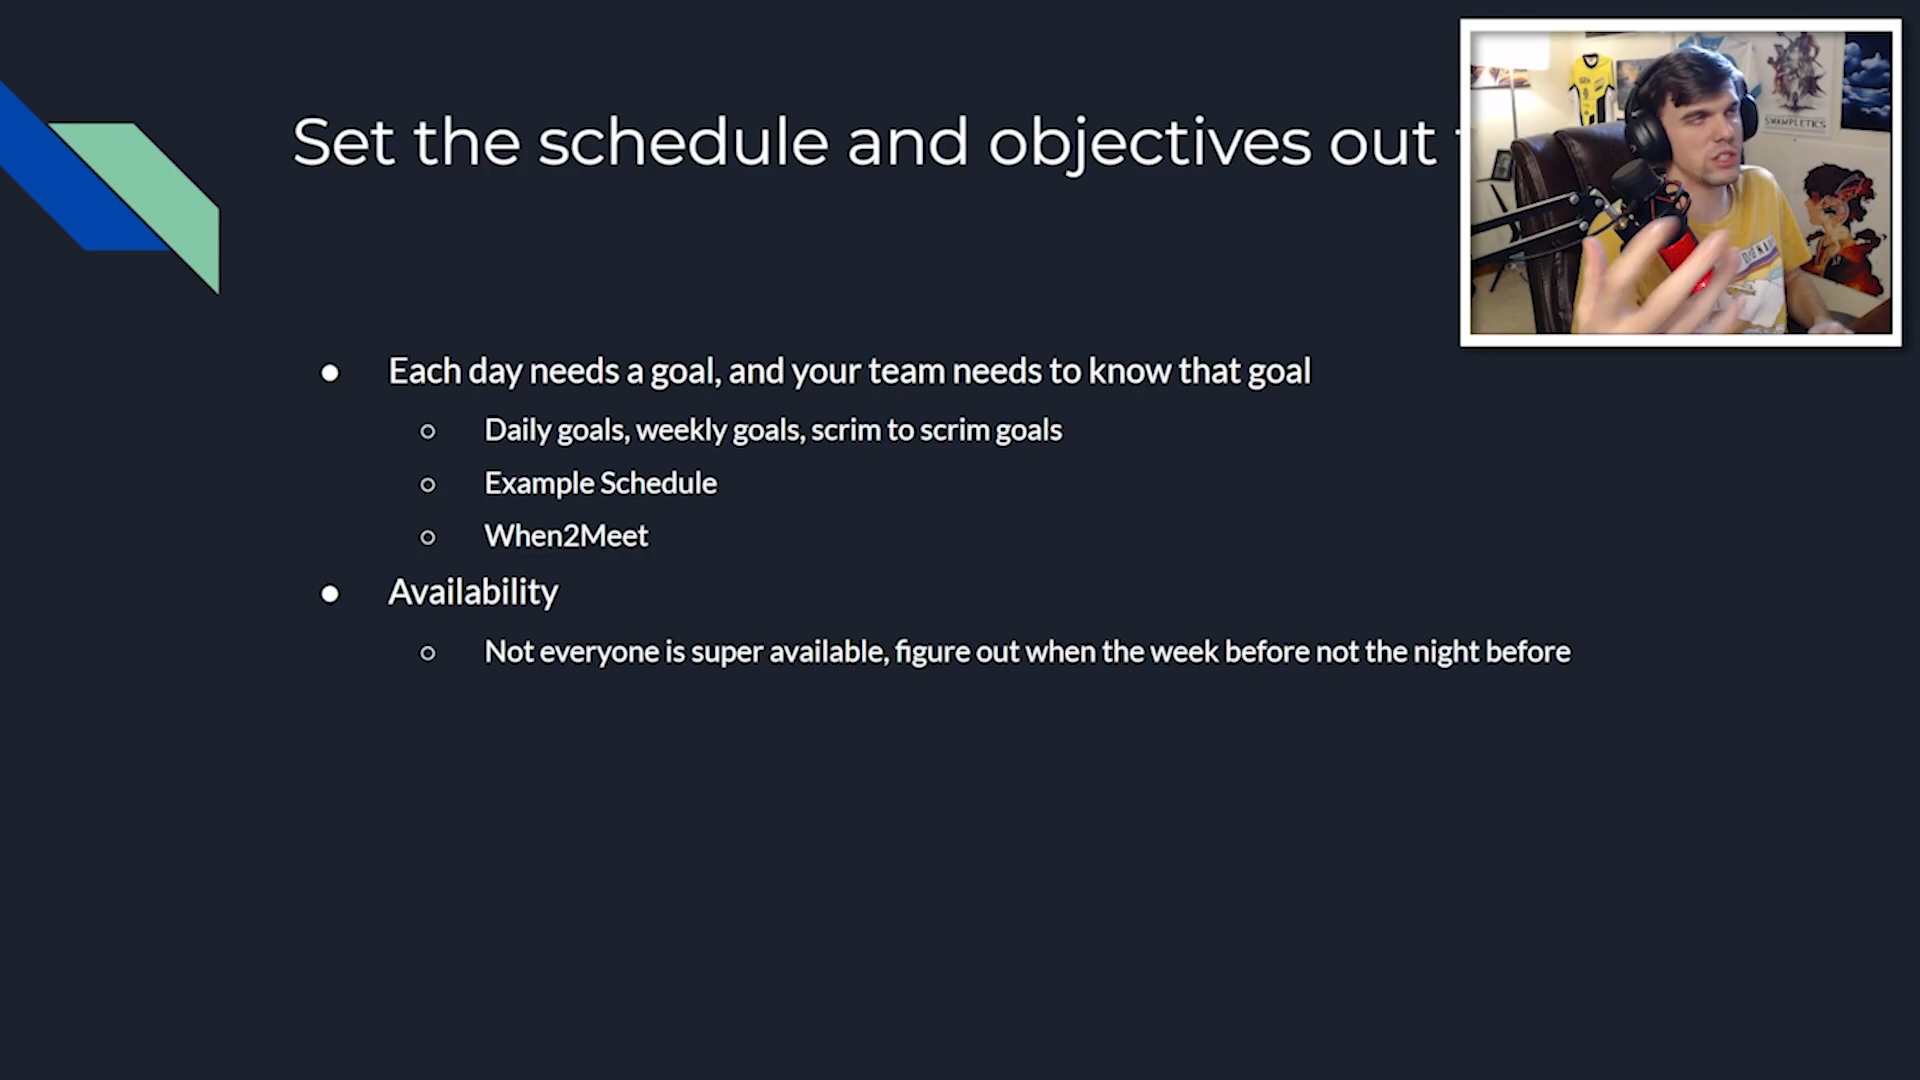 Set the schedule and objectives out
Each day needs a goal, and your team needs to know that goal
Daily goals, weekly goals, scrim to scrim goals
Example Schedule
When2Meet
Availability
Not everyone is super available, figure out when the week before not the night before
SWAMPLETICS